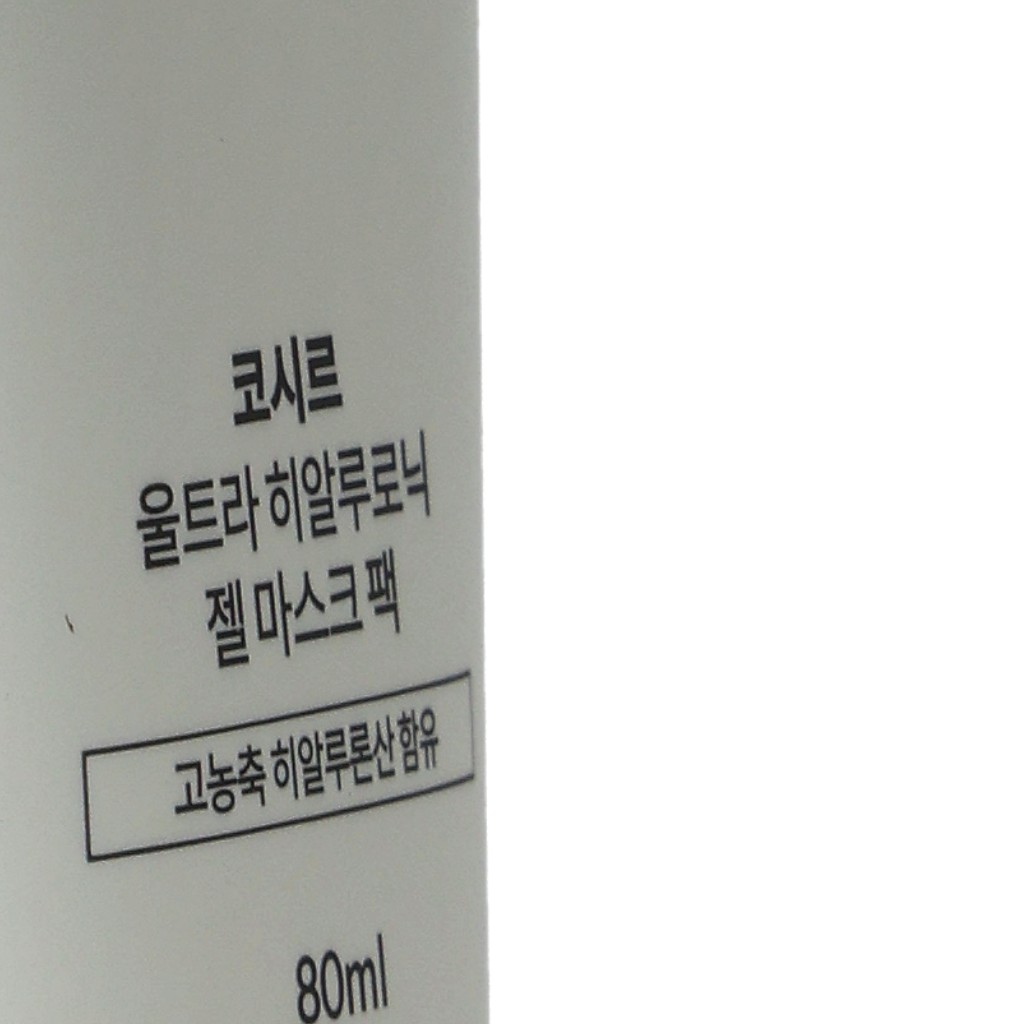 코시르
울트라 히알루로닉
젤 마스크 팩
고농축 히알루론산 함유
80ml